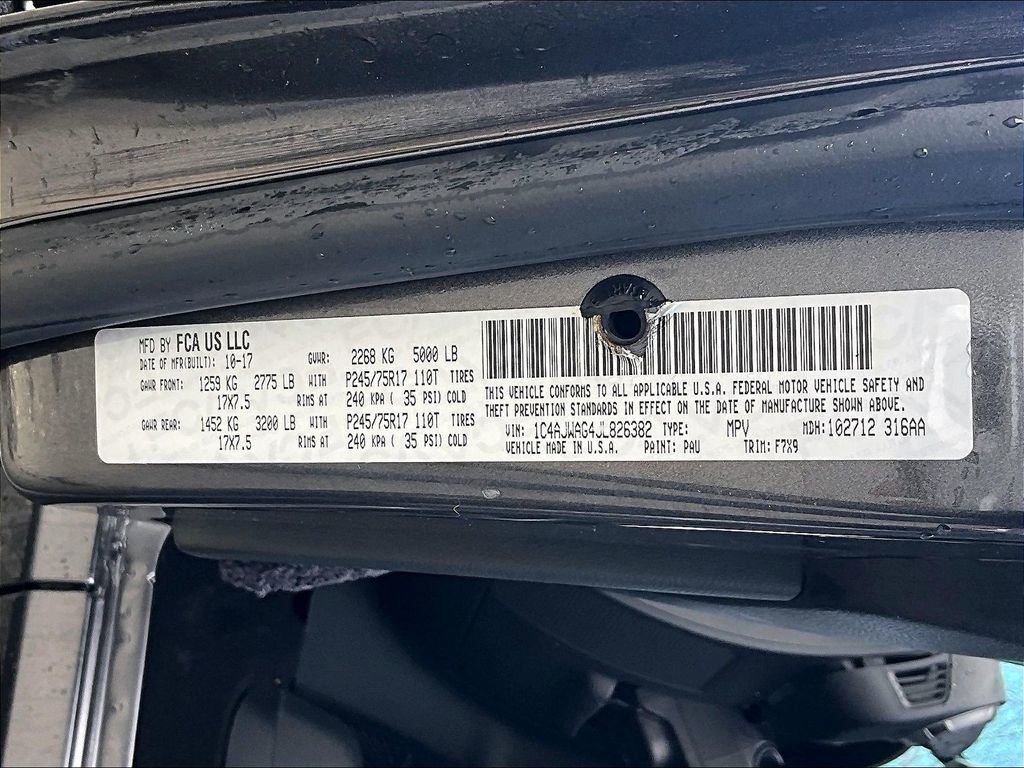 MFD BY FCA US LLC
DATE OF MFR(BUILT): 10-17 GVWR: 2268 KG 5000 LB
GAWR FRONT: 1259 KG 2775 LB WITH P245/75R17 110T TIRES
17X7.5 RIMS AT 240 KPA ( 35 PSI) COLD
GAWR REAR: 1452 KG 3200 LB WITH P245/75R17 110T TIRES
17X7.5 RIMS AT 240 KPA ( 35 PSI) COLD
THIS VEHICLE CONFORMS TO ALL APPLICABLE U.S.A. FEDERAL MOTOR VEHICLE SAFETY AND
THEFT PREVENTION STANDARDS IN EFFECT ON THE DATE OF MANUFACTURE SHOWN ABOVE.
VIN: 1C4AJWAG4JL826382 TYPE: MPV MDH: 102712 316AA
VEHICLE MADE IN U.S.A. PAINT: PAU TRIM: F7X9